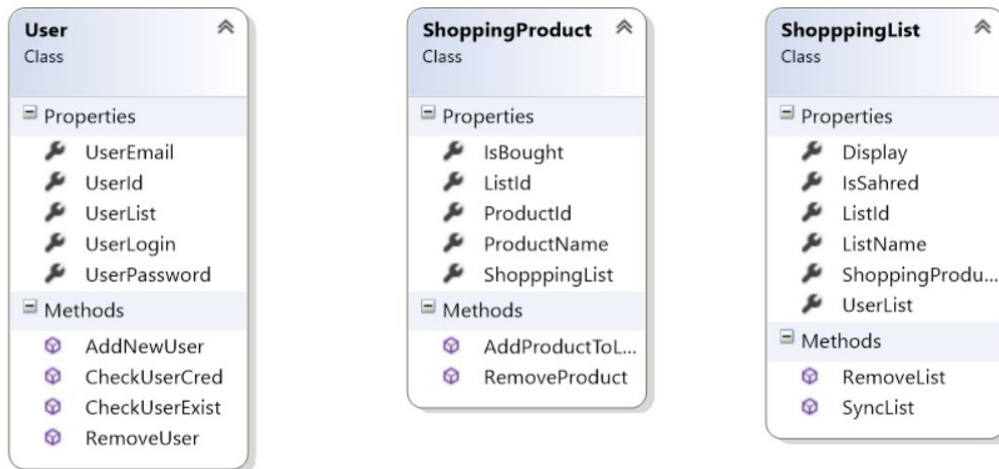 User
Class
Properties
UserEmail
UserId
UserList
UserLogin
UserPassword
Methods
AddNewUser
CheckUserCred
CheckUserExist
RemoveUser
ShoppingProduct
Class
Properties
IsBought
ListId
ProductId
ProductName
ShopppingList
Methods
AddProductToL...
RemoveProduct
ShopppingList
Class
Properties
Display
IsSahred
ListId
ListName
ShoppingProdu...
UserList
Methods
RemoveList
SyncList